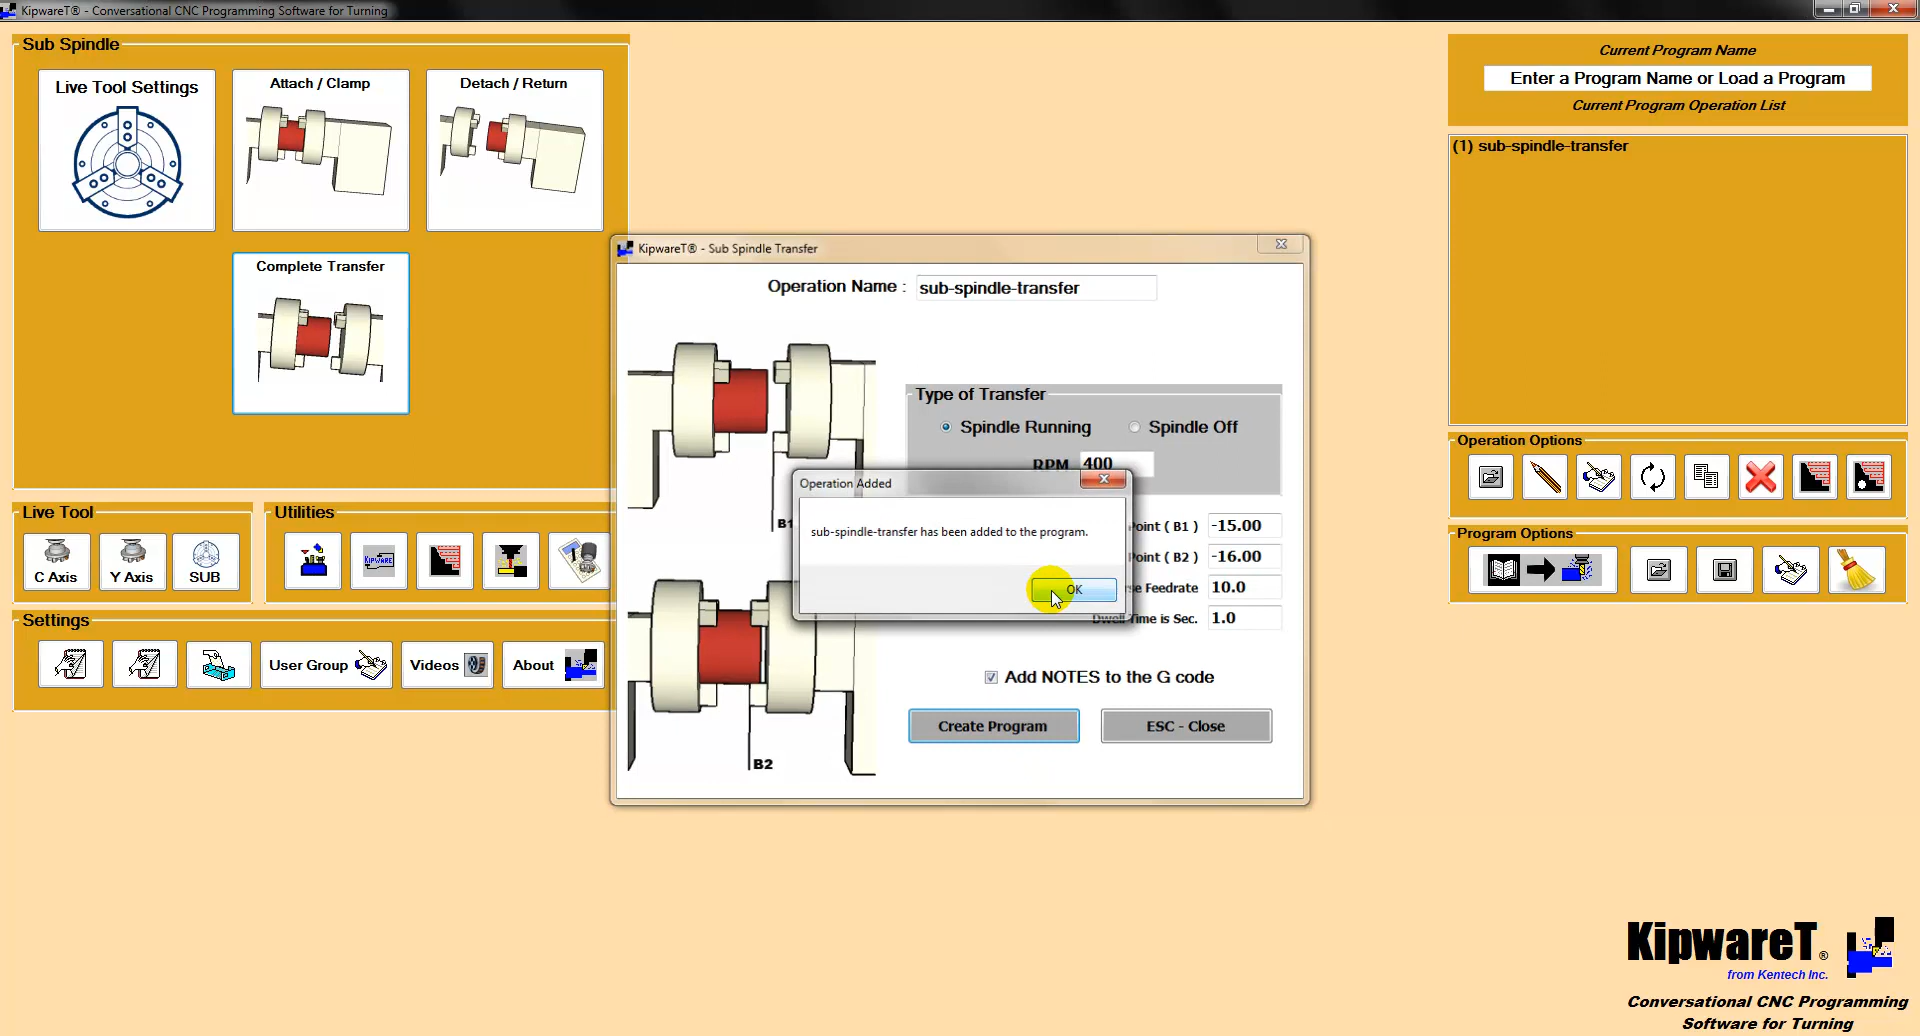 KipwareT® - Conversational CNC Programming Software for Turning
Sub Spindle
Live Tool Settings
Attach / Clamp
Detach / Return
Complete Transfer
Live Tool
C Axis
Y Axis
SUB
Utilities
KIPWARE
Settings
User Group
Videos
About
KipwareT® - Sub Spindle Transfer
Operation Name :
sub-spindle-transfer
Type of Transfer
Spindle Running
Spindle Off
RPM
400
B1
Point ( B1 )
-15.00
Point ( B2 )
-16.00
Feedrate
10.0
Dwell Time is Sec.
1.0
B2
Add NOTES to the G code
Create Program
ESC - Close
Operation Added
sub-spindle-transfer has been added to the program.
OK
Current Program Name
Enter a Program Name or Load a Program
Current Program Operation List
(1) sub-spindle-transfer
Operation Options
Program Options
KipwareT®
from Kentech Inc.
Conversational CNC Programming
Software for Turning